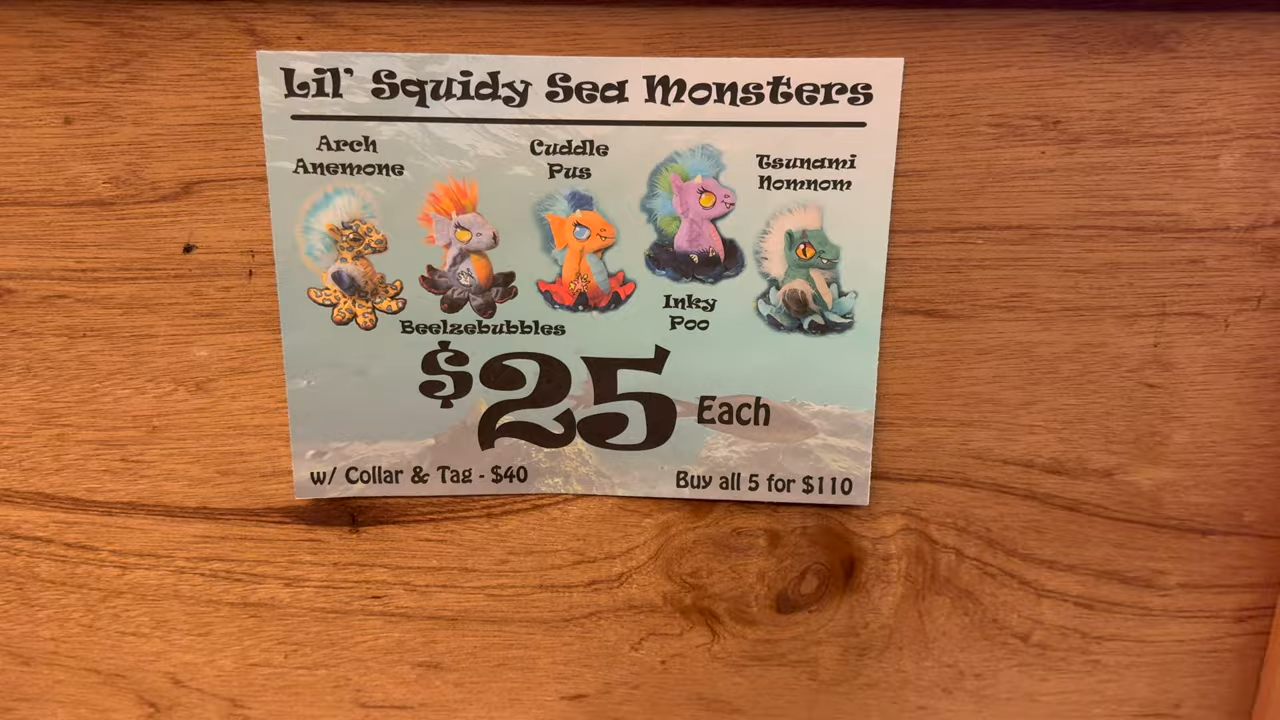 Lil' Squidy Sea Monsters
Arch
Anemone
Beelzebubbles
Cuddle
Pus
Inky
Poo
Tsunami
Nomnom
$25 Each
w/ Collar & Tag - $40
Buy all 5 for $110